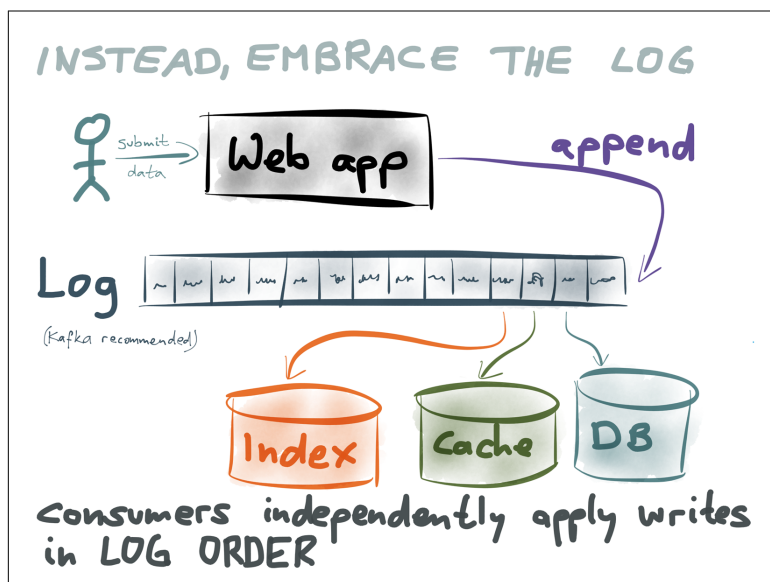 INSTEAD, EMBRACE THE LOG
submit
data
Web app
append
Log
(Kafka recommended)
Index
Cache
DB
consumers independently apply writes
in LOG ORDER